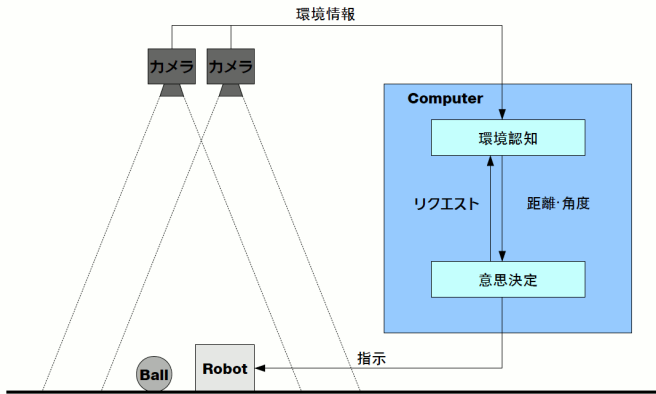 環境情報
カメラ
カメラ
Computer
環境認知
リクエスト
距離・角度
意思決定
指示
Ball
Robot